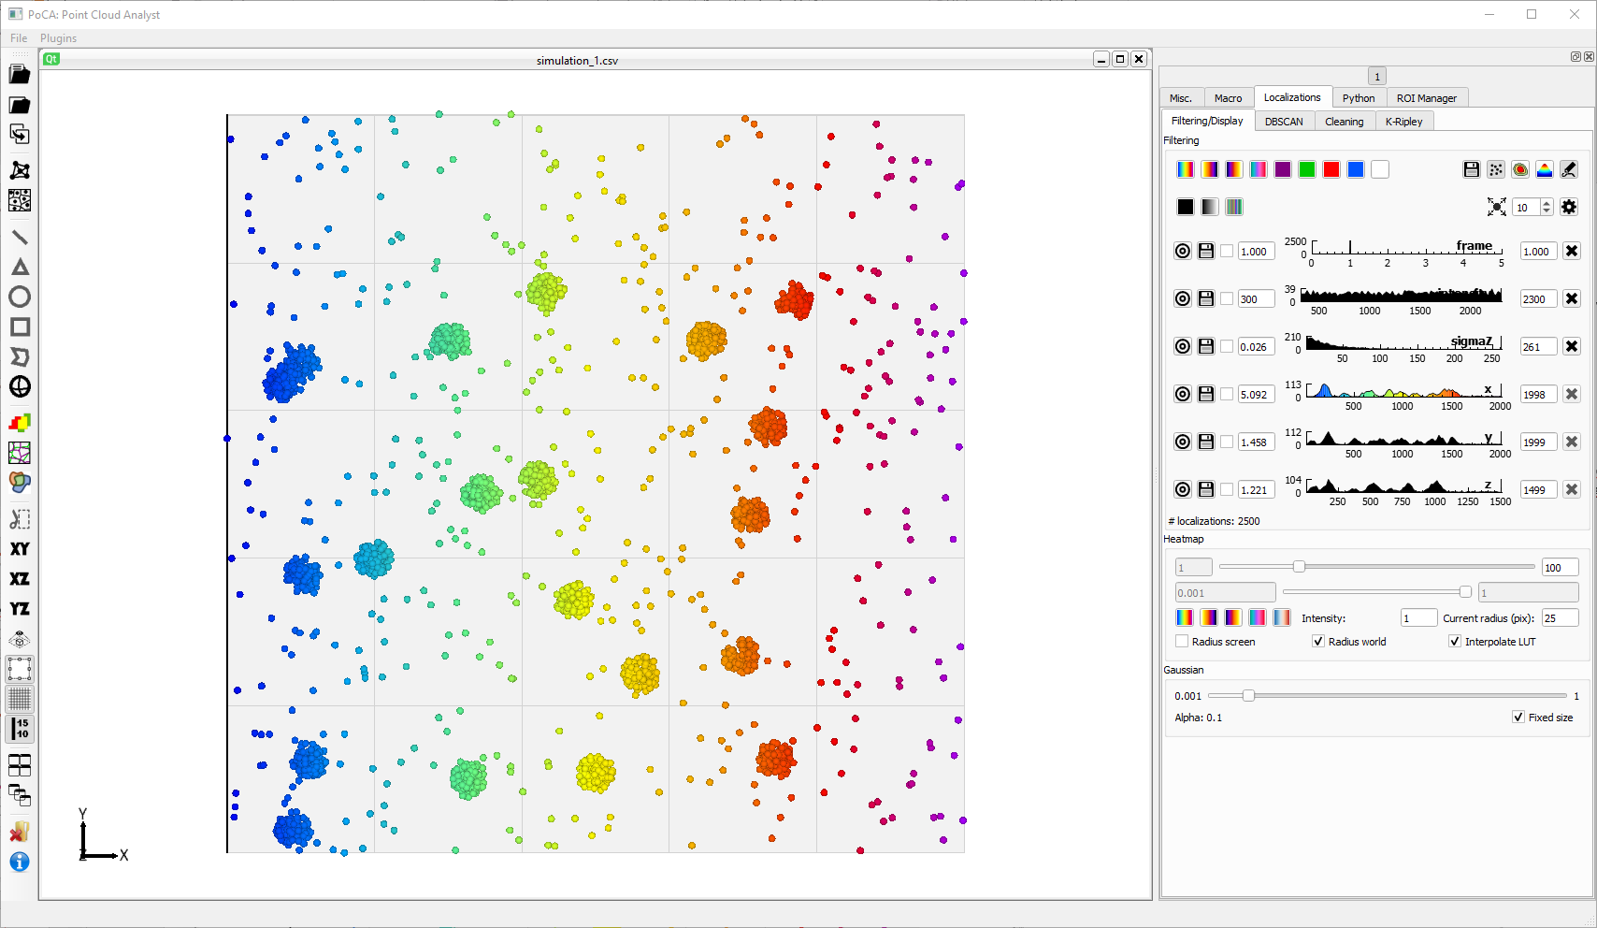 PoCA: Point Cloud Analyst
File Plugins
Qt simulation_1.csv
1
Misc. Macro Localizations Python ROI Manager
Filtering/Display DBSCAN Cleaning K-Ripley
Filtering
10
1.000 2500 0 frame 0 1 2 3 4 5 1.000
300 39 0 500 1000 1500 2000 2300
0.026 210 0 sigmaZ 50 100 150 200 250 261
5.092 113 0 x 500 1000 1500 2000 1998
1.458 112 0 y 500 1000 1500 2000 1999
1.221 104 0 z 250 500 750 1000 1250 1500 1499
# localizations: 2500
Heatmap
1 100
0.001 1
Intensity: 1 Current radius (pix): 25
Radius screen Radius world Interpolate LUT
Gaussian
0.001 1
Alpha: 0.1 Fixed size
XY
XZ
YZ
15
10
Y
Z X